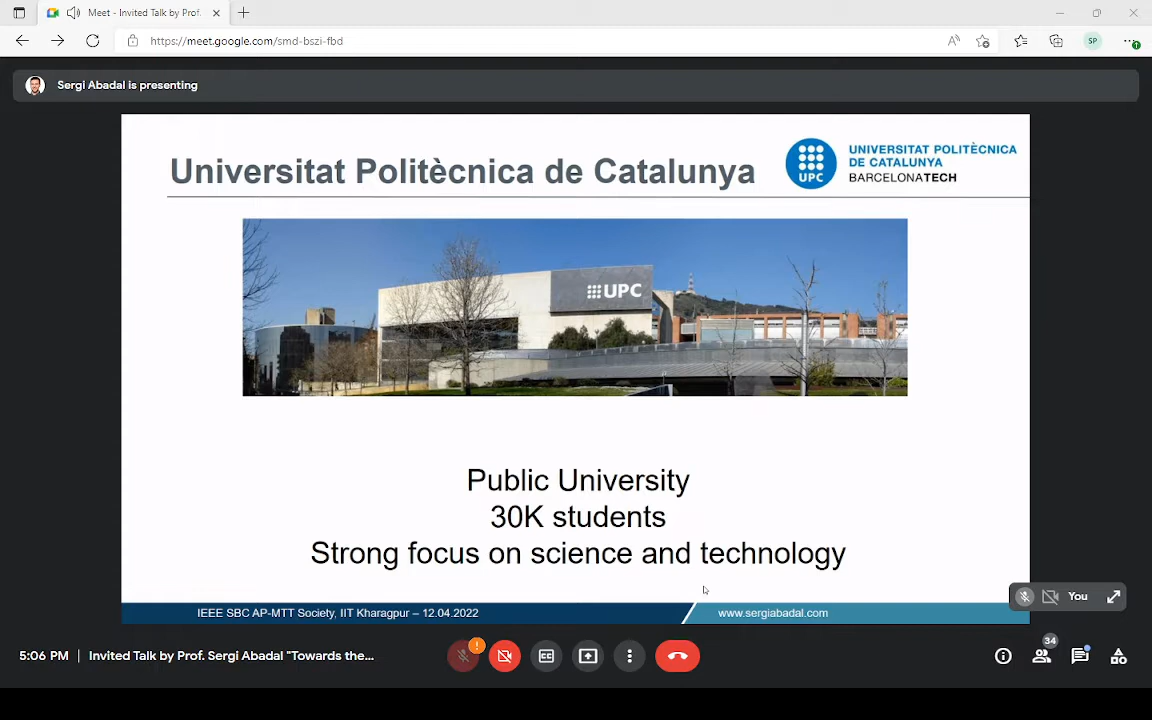 Meet - Invited Talk by Prof.
https://meet.google.com/smd-bszi-fbd
SP
Sergi Abadal is presenting
Universitat Politècnica de Catalunya
UPC
UNIVERSITAT POLITÈCNICA
DE CATALUNYA
BARCELONATECH
UPC
Public University
30K students
Strong focus on science and technology
You
IEEE SBC AP-MTT Society, IIT Kharagpur – 12.04.2022
www.sergiabadal.com
5:06 PM | Invited Talk by Prof. Sergi Abadal "Towards the...
34